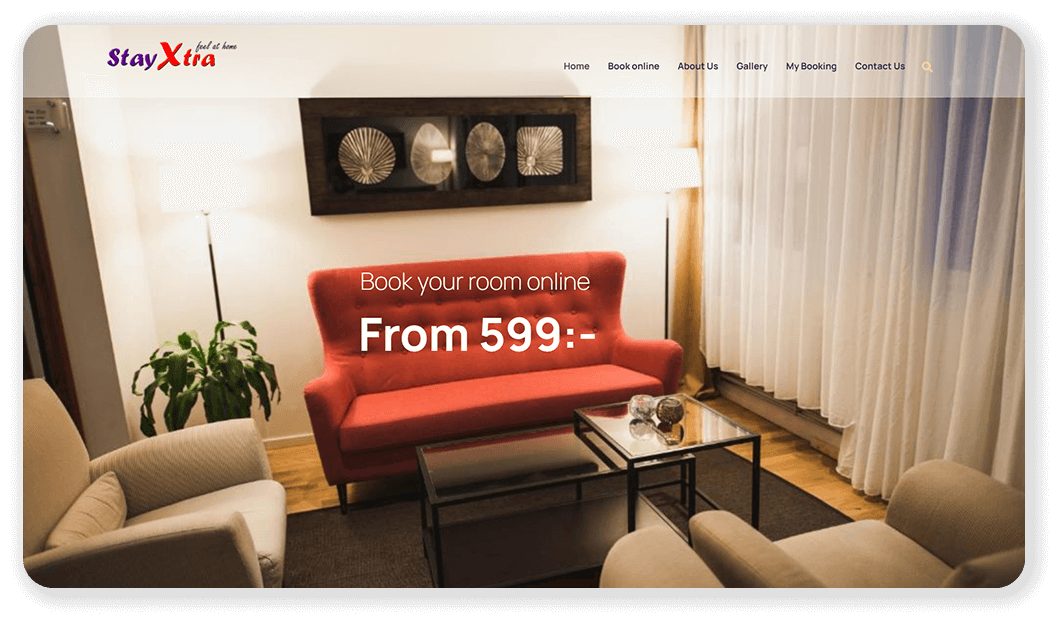 StayXtra
feel at home
Home Book online About Us Gallery My Booking Contact Us
Book your room online
From 599:-